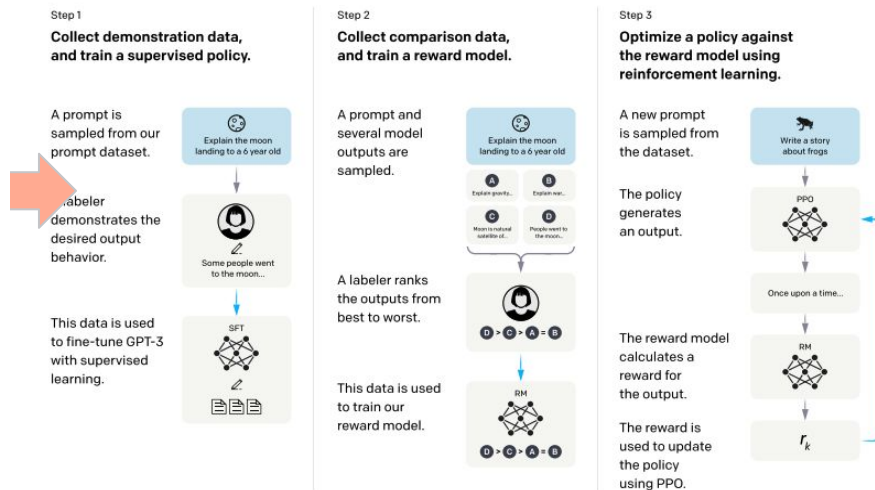 Step 1
Collect demonstration data,
and train a supervised policy.
A prompt is
sampled from our
prompt dataset.
Explain the moon
landing to a 6 year old
labeler
demonstrates the
desired output
behavior.
Some people went
to the moon...
This data is used
to fine-tune GPT-3
with supervised
learning.
SFT
Step 2
Collect comparison data,
and train a reward model.
A prompt and
several model
outputs are
sampled.
Explain the moon
landing to a 6 year old
A
Explain gravity...
B
Explain war...
C
Moon is natural
satellite of...
D
People went to
the moon...
A labeler ranks
the outputs from
best to worst.
D > C > A = B
This data is used
to train our
reward model.
RM
D > C > A = B
Step 3
Optimize a policy against
the reward model using
reinforcement learning.
A new prompt
is sampled from
the dataset.
Write a story
about frogs
The policy
generates
an output.
PPO
Once upon a time...
The reward model
calculates a
reward for
the output.
RM
The reward is
used to update
the policy
using PPO.
r_k